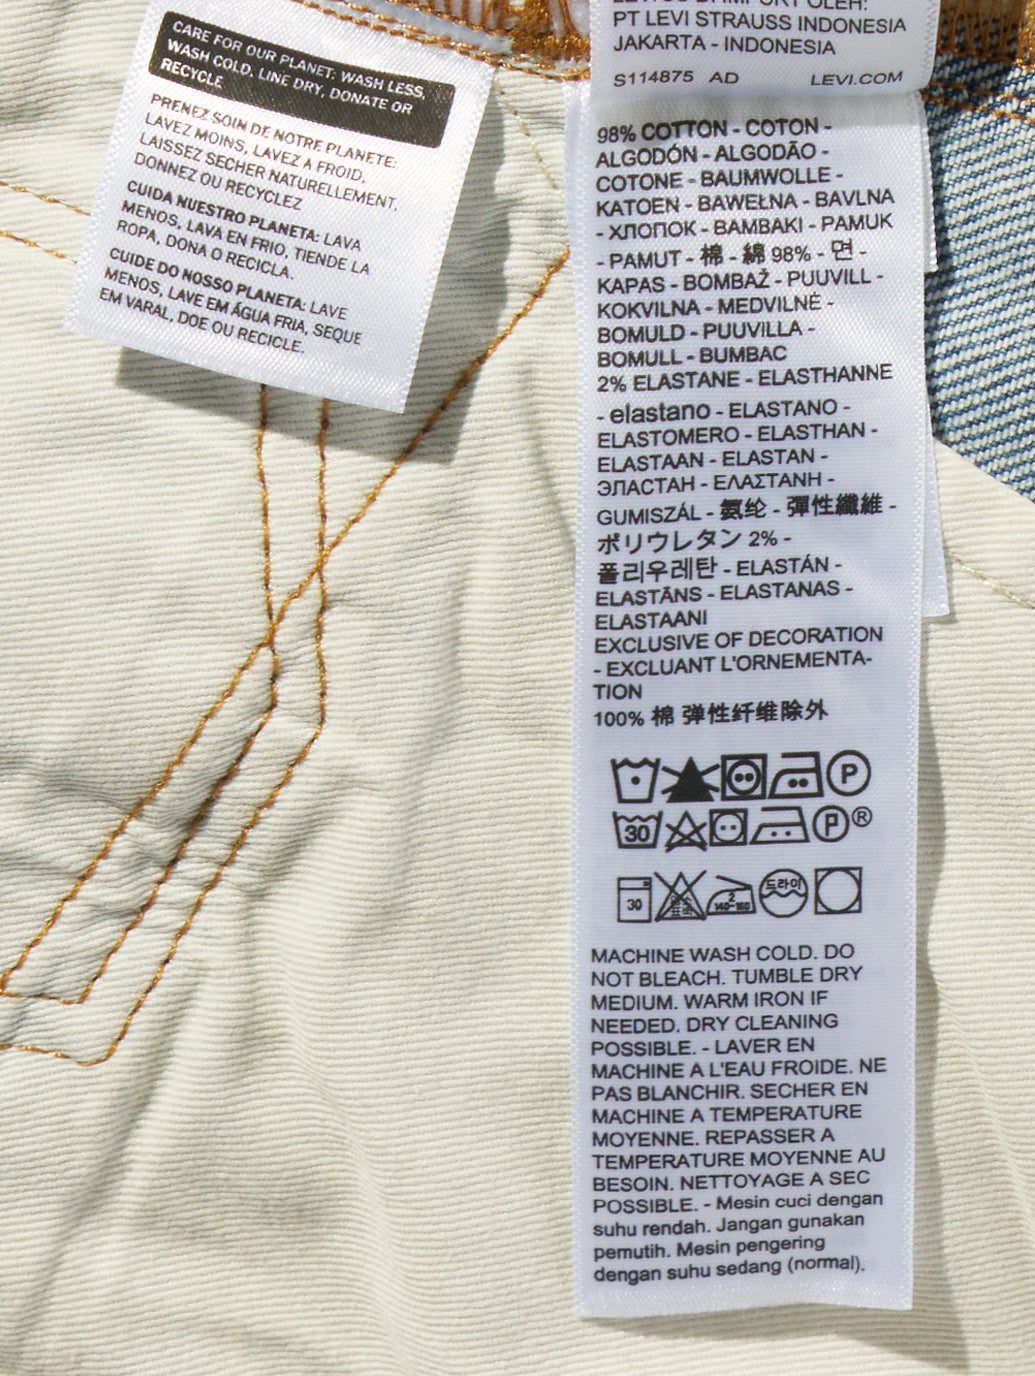 CARE FOR OUR PLANET: WASH LESS,
WASH COLD, LINE DRY, DONATE OR
RECYCLE
PRENEZ SOIN DE NOTRE PLANETE:
LAVEZ MOINS, LAVEZ A FROID,
LAISSEZ SECHER NATURELLEMENT,
DONNEZ OU RECYCLEZ
CUIDA NUESTRO PLANETA: LAVA
MENOS, LAVA EN FRIO, TIENDE LA
ROPA, DONA O RECICLA.
CUIDE DO NOSSO PLANETA: LAVE
MENOS, LAVE EM ÁGUA FRIA, SEQUE
EM VARAL, DOE OU RECICLE.
PT LEVI STRAUSS INDONESIA
JAKARTA - INDONESIA
S114875 AD LEVI.COM
98% COTTON - COTON -
ALGODÓN - ALGODÃO -
COTONE - BAUMWOLLE -
KATOEN - BAWEŁNA - BAVLNA
- ХЛОПОК - BAMBAKI - PAMUK
- PAMUT - 棉 - 綿 98% - 면 -
KAPAS - BOMBAŽ - PUUVILL -
KOKVILNA - MEDVILNĖ -
BOMULD - PUUVILLA -
BOMULL - BUMBAC
2% ELASTANE - ELASTHANNE
- elastano - ELASTANO -
ELASTOMERO - ELASTHAN -
ELASTAAN - ELASTAN -
ЭЛАСТАН - ΕΛΑΣΤΑΝΗ -
GUMISZÁL - 氨纶 - 彈性纖維 -
ポリウレタン 2% -
폴리우레탄 - ELASTÁN -
ELASTĀNS - ELASTANAS -
ELASTAANI
EXCLUSIVE OF DECORATION
- EXCLUANT L'ORNEMENTA-
TION
100% 棉 弹性纤维除外
P
30 P ®
30 2 140-160 드라이
MACHINE WASH COLD. DO
NOT BLEACH. TUMBLE DRY
MEDIUM. WARM IRON IF
NEEDED. DRY CLEANING
POSSIBLE. - LAVER EN
MACHINE A L'EAU FROIDE. NE
PAS BLANCHIR. SECHER EN
MACHINE A TEMPERATURE
MOYENNE. REPASSER A
TEMPERATURE MOYENNE AU
BESOIN. NETTOYAGE A SEC
POSSIBLE. - Mesin cuci dengan
suhu rendah. Jangan gunakan
pemutih. Mesin pengering
dengan suhu sedang (normal).